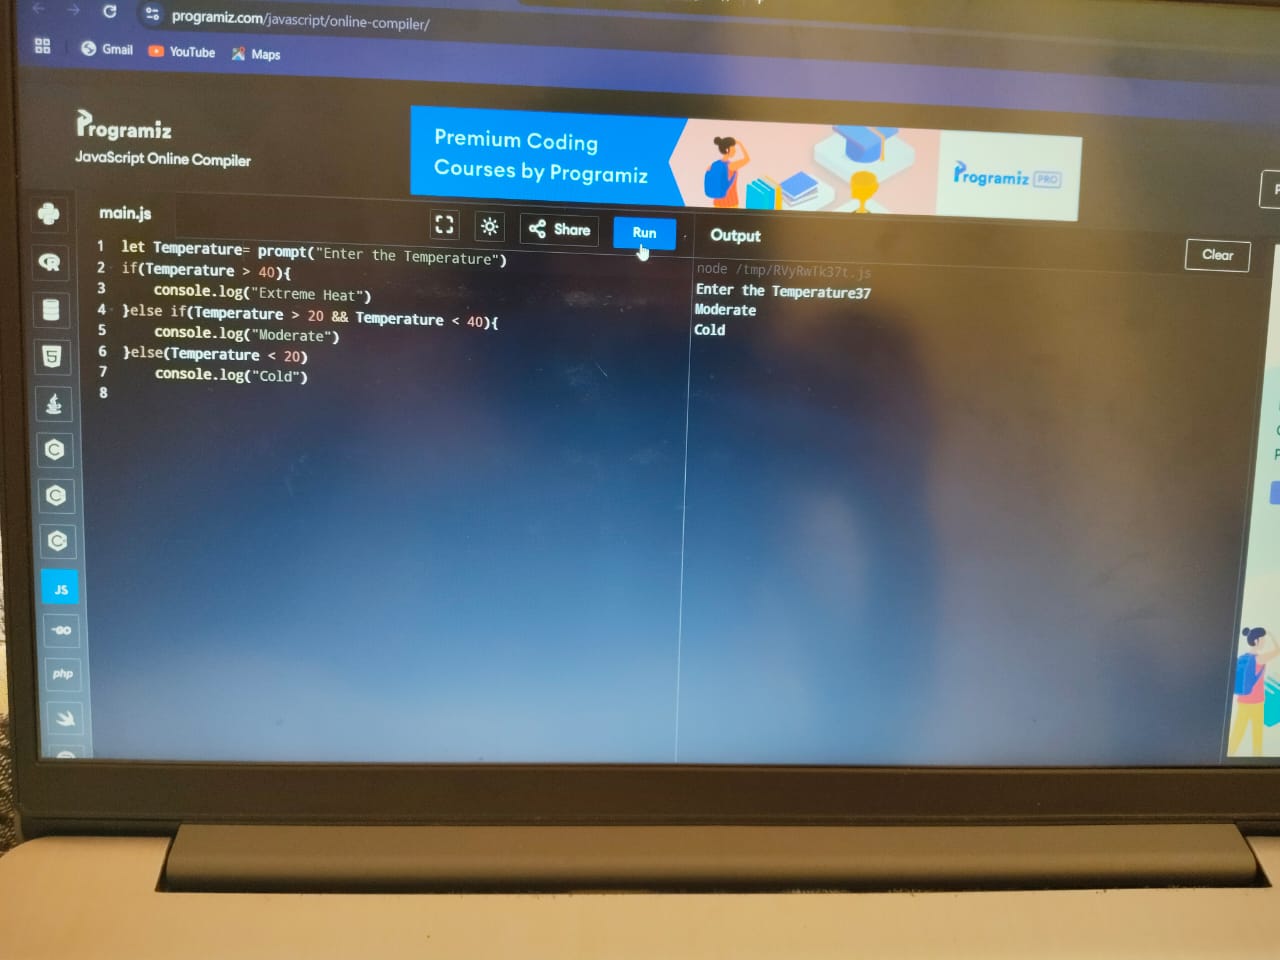 programiz.com/javascript/online-compiler/
Gmail YouTube Maps
Programiz
JavaScript Online Compiler
Premium Coding
Courses by Programiz
Programiz PRO
main.js
Share
Run
Output
Clear
1 let Temperature= prompt("Enter the Temperature")
2 if(Temperature > 40){
3 console.log("Extreme Heat")
4 }else if(Temperature > 20 && Temperature < 40){
5 console.log("Moderate")
6 }else(Temperature < 20)
7 console.log("Cold")
8
node
Enter the Temperature37
Moderate
Cold
JS
GO
php